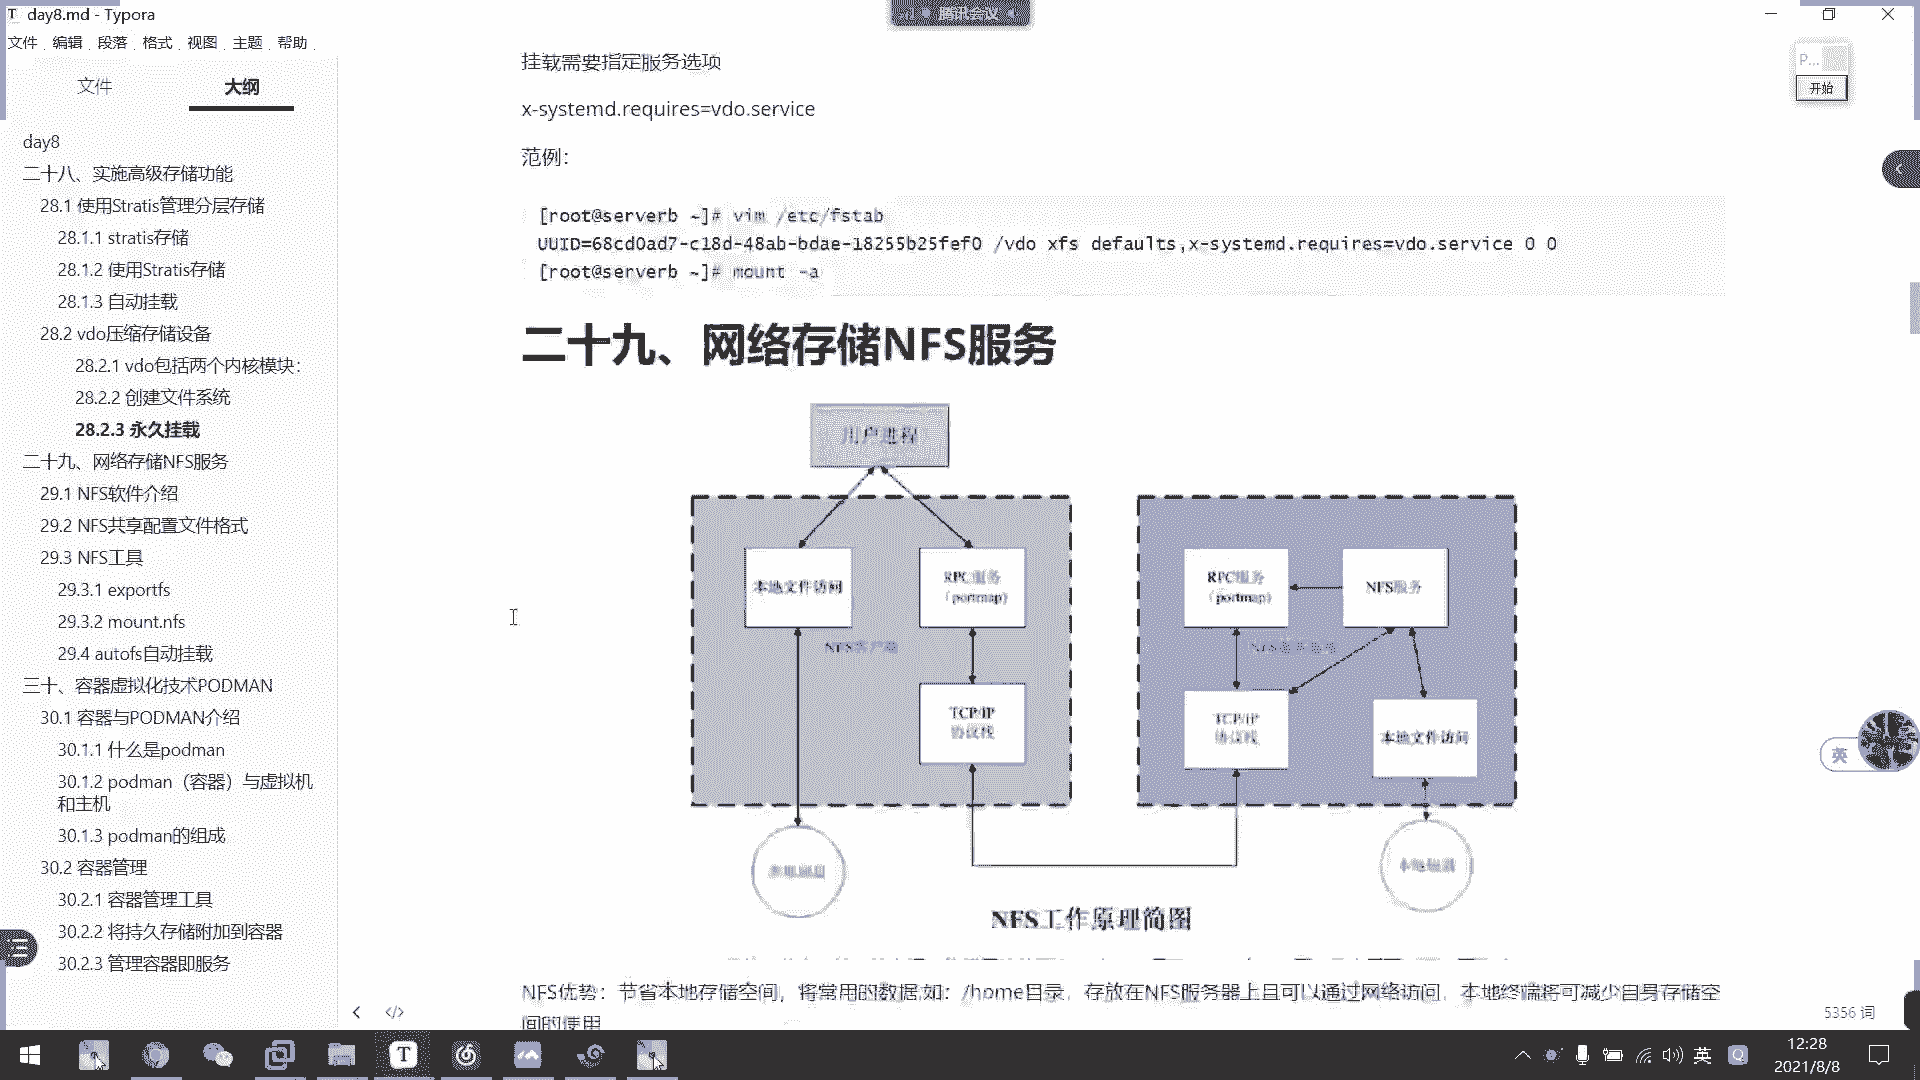 day8.md - Typora
腾讯会议
文件 编辑 段落 格式 视图 主题 帮助
文件 大纲
day8
二十八、实施高级存储功能
28.1 使用Stratis管理分层存储
28.1.1 stratis存储
28.1.2 使用Stratis存储
28.1.3 自动挂载
28.2 vdo压缩存储设备
28.2.1 vdo包括两个内核模块：
28.2.2 创建文件系统
28.2.3 永久挂载
二十九、网络存储NFS服务
29.1 NFS软件介绍
29.2 NFS共享配置文件格式
29.3 NFS工具
29.3.1 exportfs
29.3.2 mount.nfs
29.4 autofs自动挂载
三十、容器虚拟化技术PODMAN
30.1 容器与PODMAN介绍
30.1.1 什么是podman
30.1.2 podman（容器）与虚拟机
和主机
30.1.3 podman的组成
30.2 容器管理
30.2.1 容器管理工具
30.2.2 将持久存储附加到容器
30.2.3 管理容器即服务
挂载需要指定服务选项
x-systemd.requires=vdo.service
范例：
[root@serverb ~]# vim /etc/fstab
UUID=68cd0ad7-c18d-48ab-bdae-18255b25fef0 /vdo xfs defaults,x-systemd.requires=vdo.service 0 0
[root@serverb ~]# mount -a
二十九、网络存储NFS服务
用户进程
本地文件访问
RPC服务
（portmap）
NFS客户端
TCP/IP
协议栈
RPC服务
（portmap）
NFS服务
TCP/IP
协议栈
本地文件访问
NFS工作原理简图
NFS优势：节省本地存储空间，将常用的数据如：/home目录，存放在NFS服务器上且可以通过网络访问，本地终端将可减少自身存储空
间的使用
P...
开始
英
5356 词
英
12:28
2021/8/8